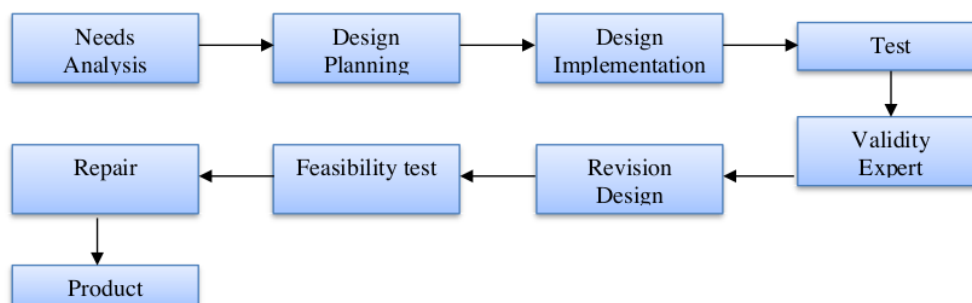 Needs
Analysis
Design
Planning
Design
Implementation
Test
Validity
Expert
Revision
Design
Feasibility test
Repair
Product